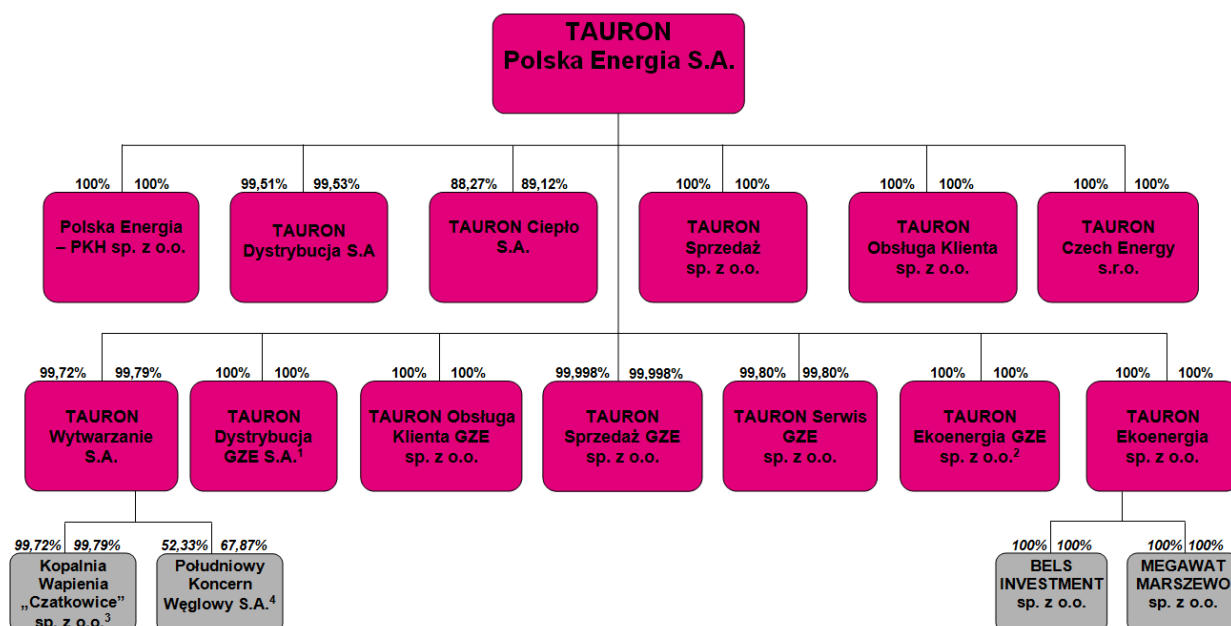 TAURON
Polska Energia S.A.
100% 100%
99,51% 99,53%
88,27% 89,12%
100% 100%
100% 100%
100% 100%
Polska Energia
– PKH sp. z o.o.
TAURON
Dystrybucja S.A
TAURON Ciepło
S.A.
TAURON
Sprzedaż
sp. z o.o.
TAURON
Obsługa Klienta
sp. z o.o.
TAURON
Czech Energy
s.r.o.
99,72% 99,79%
100% 100%
100% 100%
99,998% 99,998%
99,80% 99,80%
100% 100%
100% 100%
TAURON
Wytwarzanie
S.A.
TAURON
Dystrybucja
GZE S.A.¹
TAURON Obsługa
Klienta GZE
sp. z o.o.
TAURON
Sprzedaż GZE
sp. z o.o.
TAURON Serwis
GZE
sp. z o.o.
TAURON
Ekoenergia GZE
sp. z o.o.²
TAURON
Ekoenergia
sp. z o.o.
99,72% 99,79%
52,33% 67,87%
100% 100%
100% 100%
Kopalnia
Wapienia
„Czatkowice”
sp. z o.o.³
Południowy
Koncern
Węglowy S.A.⁴
BELS
INVESTMENT
sp. z o.o.
MEGAWAT
MARSZEWO
sp. z o.o.